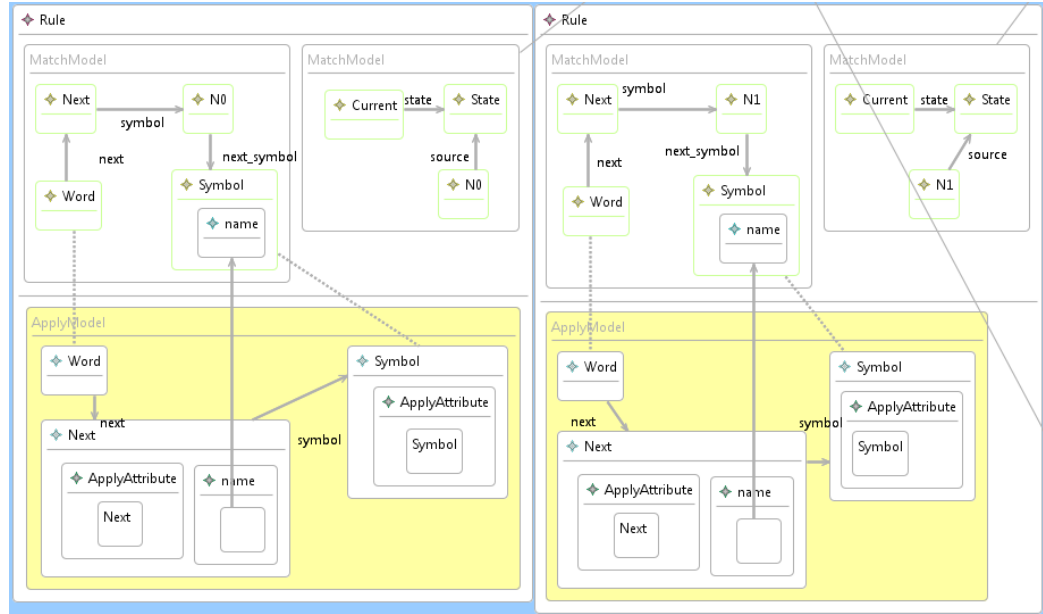 Rule
MatchModel
Next
N0
symbol
next
next_symbol
Word
Symbol
name
MatchModel
Current
state
State
source
N0
ApplyModel
Word
next
Next
ApplyAttribute
Next
name
symbol
Symbol
ApplyAttribute
Symbol
Rule
MatchModel
symbol
Next
N1
next_symbol
next
Word
Symbol
name
MatchModel
Current
state
State
source
N1
ApplyModel
Word
next
Next
ApplyAttribute
Next
name
symbol
Symbol
ApplyAttribute
Symbol